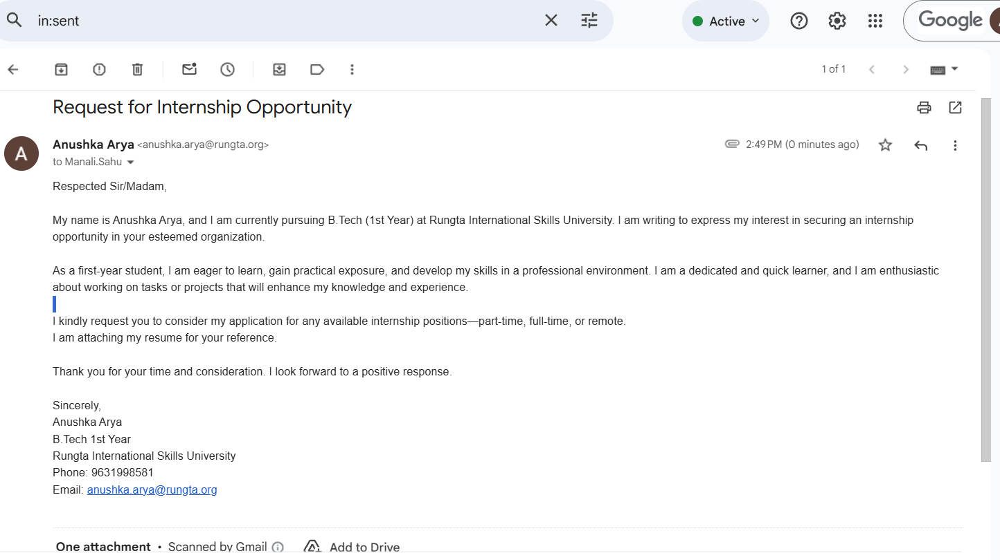 in:sent
Active
Google
1 of 1
Request for Internship Opportunity
Anushka Arya <anushka.arya@rungta.org>
2:49 PM (0 minutes ago)
A
to Manali.Sahu
Respected Sir/Madam,
My name is Anushka Arya, and I am currently pursuing B.Tech (1st Year) at Rungta International Skills University. I am writing to express my interest in securing an internship
opportunity in your esteemed organization.
As a first-year student, I am eager to learn, gain practical exposure, and develop my skills in a professional environment. I am a dedicated and quick learner, and I am enthusiastic
about working on tasks or projects that will enhance my knowledge and experience.
I kindly request you to consider my application for any available internship positions—part-time, full-time, or remote.
I am attaching my resume for your reference.
Thank you for your time and consideration. I look forward to a positive response.
Sincerely,
Anushka Arya
B.Tech 1st Year
Rungta International Skills University
Phone: 9631998581
Email: anushka.arya@rungta.org
One attachment • Scanned by Gmail
Add to Drive